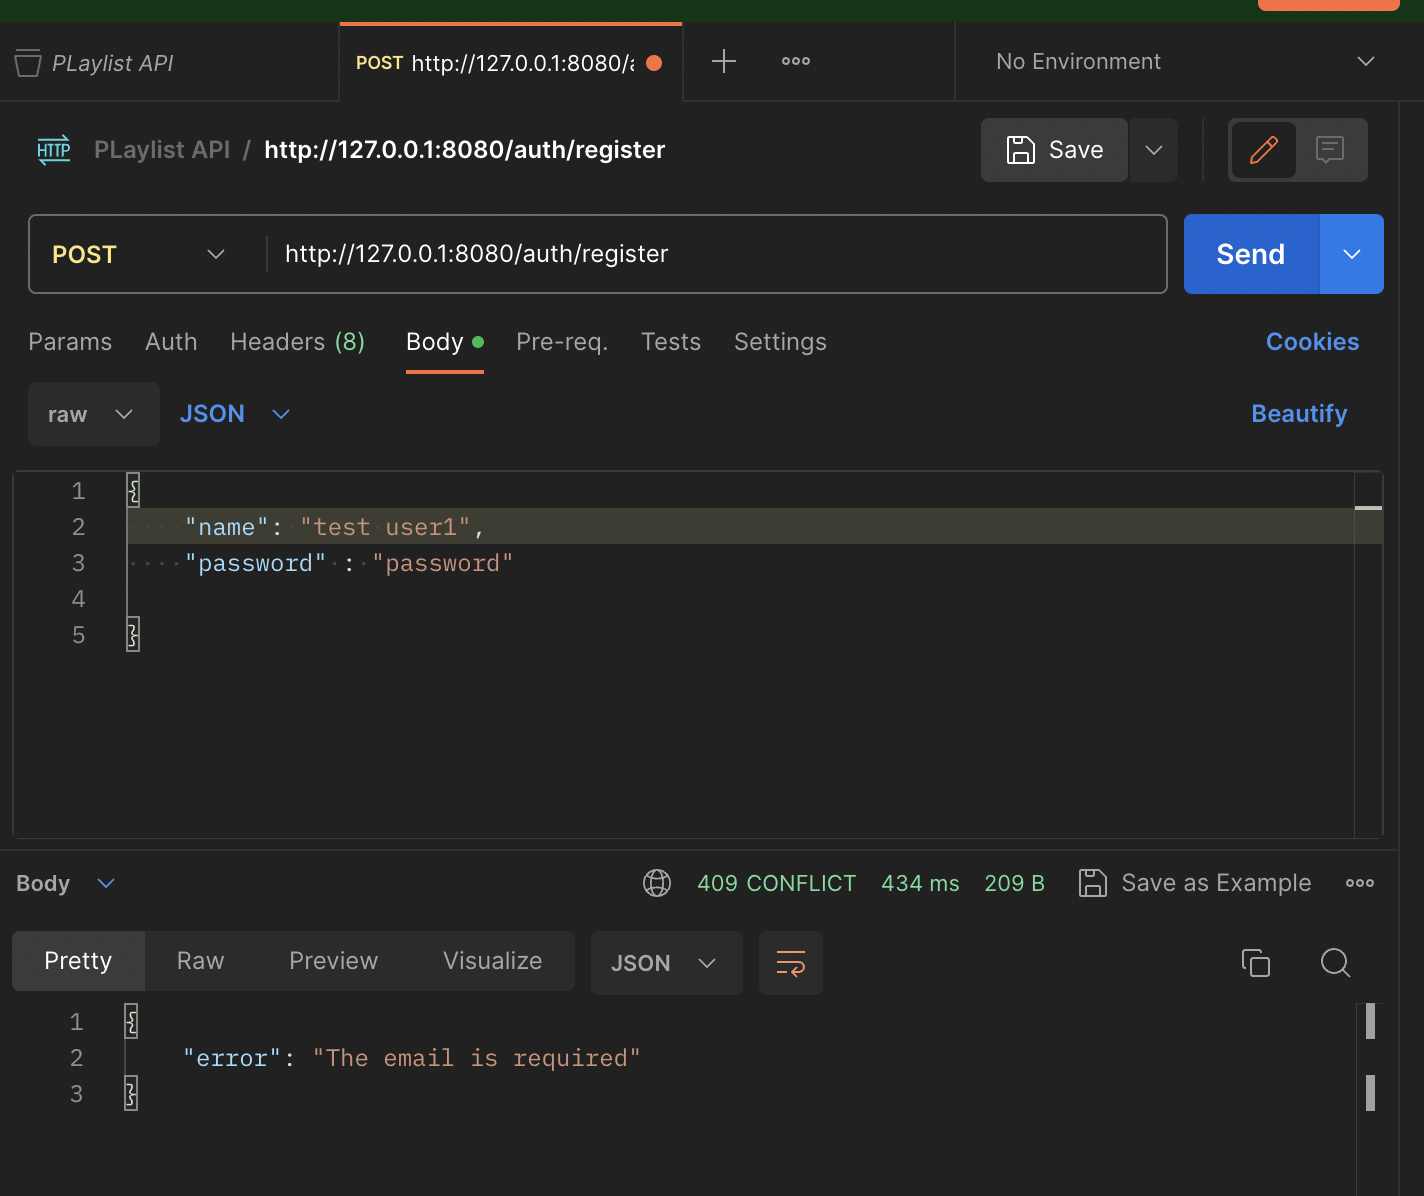 PLaylist API
POST http://127.0.0.1:8080/a
No Environment
HTTP PLaylist API / http://127.0.0.1:8080/auth/register
Save
POST http://127.0.0.1:8080/auth/register
Send
Params Auth Headers (8) Body Pre-req. Tests Settings Cookies
raw JSON Beautify
1 {
2 "name": "test user1",
3 "password" : "password"
4
5 }
Body 409 CONFLICT 434 ms 209 B Save as Example
Pretty Raw Preview Visualize JSON
1 {
2 "error": "The email is required"
3 }